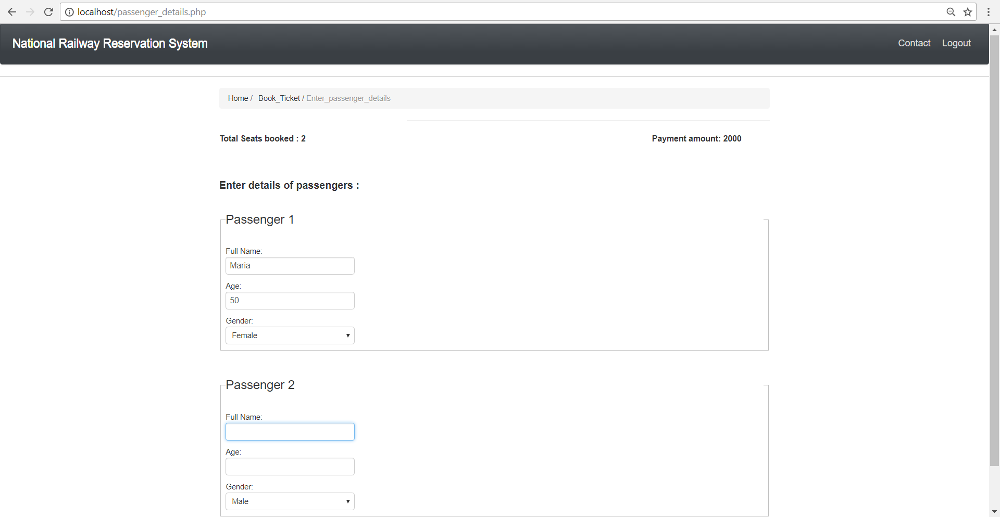 localhost/passenger_details.php
National Railway Reservation System
Contact Logout
Home / Book_Ticket / Enter_passenger_details
Total Seats booked : 2
Payment amount: 2000
Enter details of passengers :
Passenger 1
Full Name:
Maria
Age:
50
Gender:
Female
Passenger 2
Full Name:
Age:
Gender:
Male